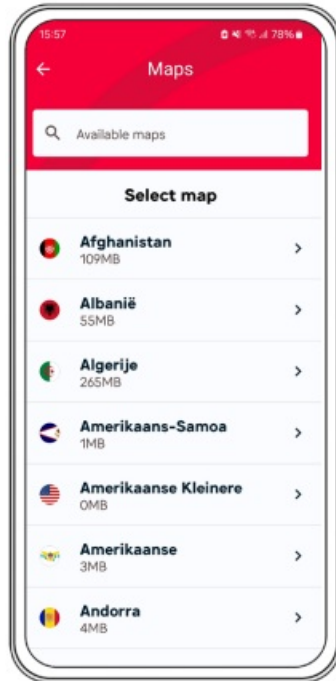 15:57 78%
Maps
Available maps
Select map
Afghanistan
109MB
Albanië
55MB
Algerije
265MB
Amerikaans-Samoa
1MB
Amerikaanse Kleinere
0MB
Amerikaanse
3MB
Andorra
4MB